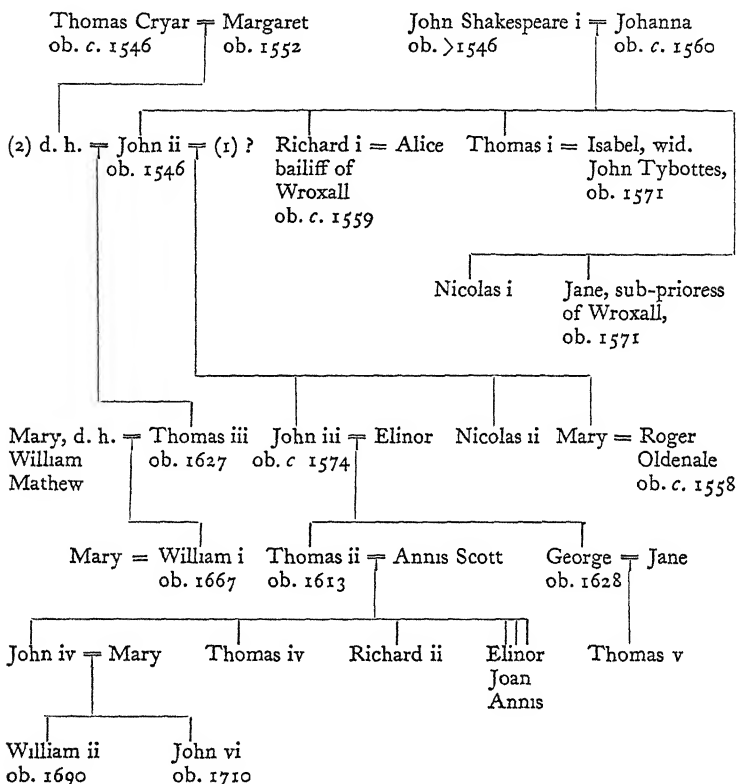 Thomas Cryar = Margaret John Shakespeare i = Johanna
ob. c. 1546 ob. 1552 ob. >1546 ob. c. 1560
(2) d. h. = John ii = (1) ? Richard i = Alice Thomas i = Isabel, wid.
ob. 1546 bailiff of John Tybottes,
Wroxall ob. 1571
ob. c. 1559
Nicolas i Jane, sub-prioress
of Wroxall,
ob. 1571
Mary, d. h. = Thomas iii John iii = Elinor Nicolas ii Mary = Roger
William ob. 1627 ob. c 1574 Oldenale
Mathew ob. c. 1558
Mary = William i Thomas ii = Annis Scott George = Jane
ob. 1667 ob. 1613 ob. 1628
John iv = Mary Thomas iv Richard ii Elinor Thomas v
Joan
Annis
William ii John vi
ob. 1690 ob. 1710